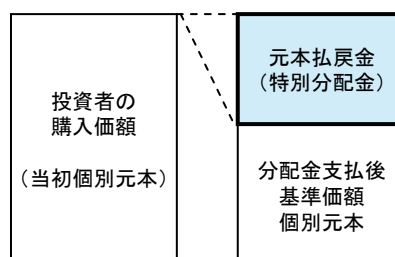 投資者の
購入価額
(当初個別元本)
元本払戻金
(特別分配金)
分配金支払後
基準価額
個別元本